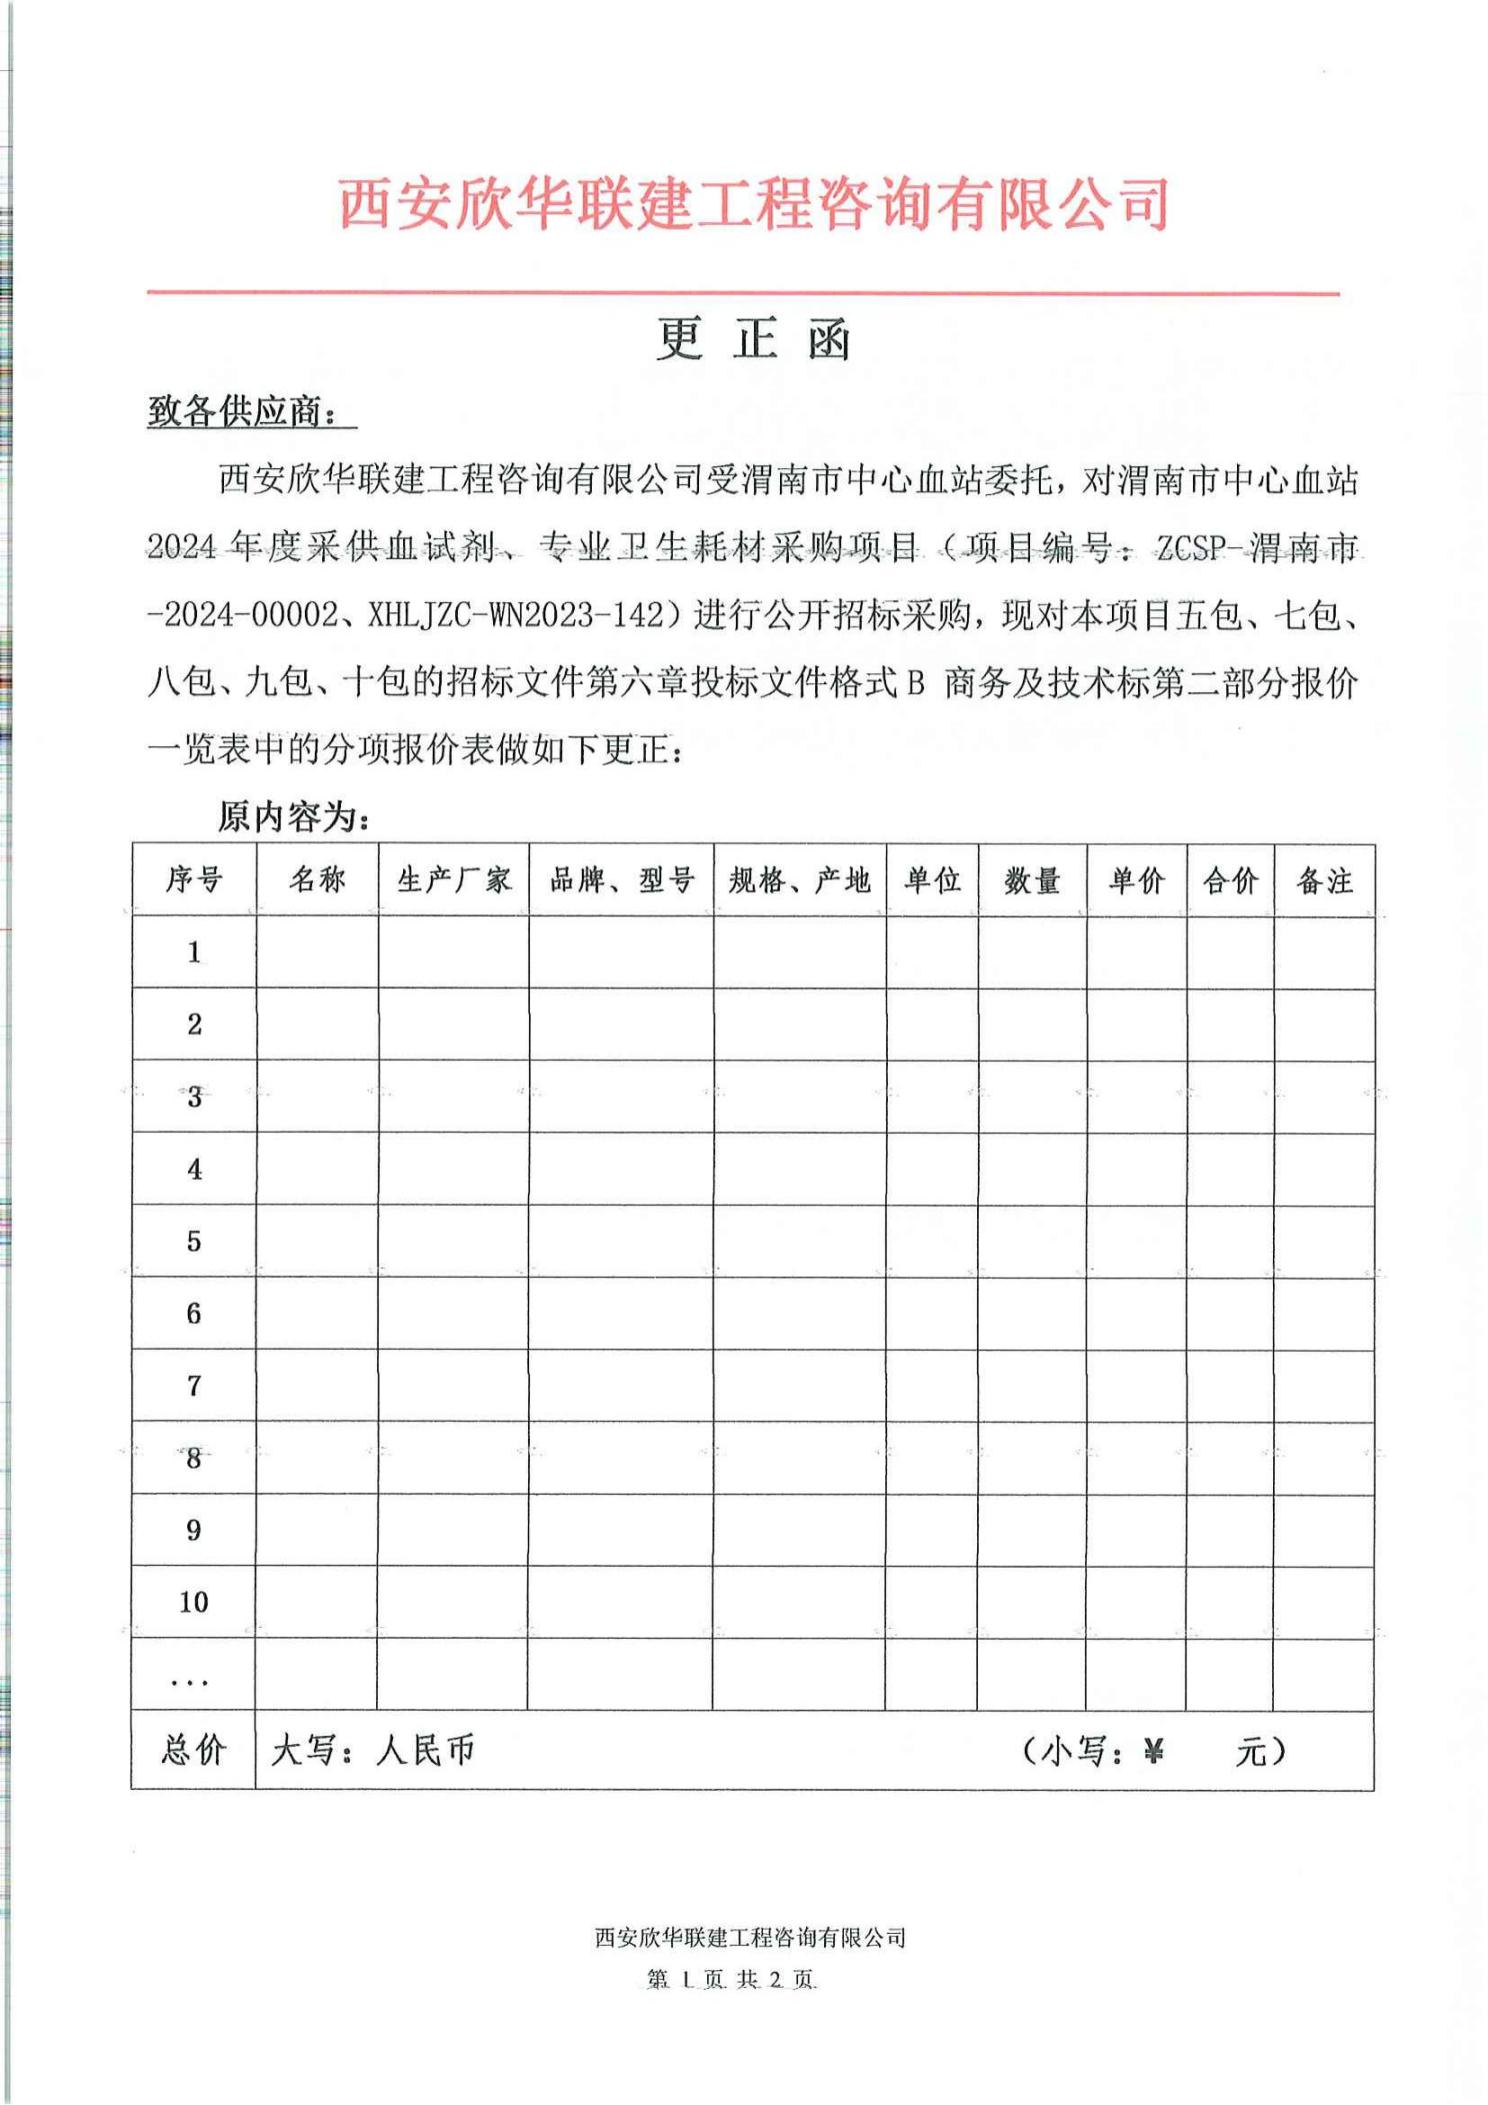 西安欣华联建工程咨询有限公司
更正函
致各供应商：
西安欣华联建工程咨询有限公司受渭南市中心血站委托，对渭南市中心血站
2024年度采供血试剂、专业卫生耗材采购项目（项目编号：ZCSP-渭南市
-2024-00002、XHLJZC-WN2023-142）进行公开招标采购，现对本项目五包、七包、
八包、九包、十包的招标文件第六章投标文件格式B 商务及技术标第二部分报价
一览表中的分项报价表做如下更正：
原内容为：
序号 名称 生产厂家 品牌、型号 规格、产地 单位 数量 单价 合价 备注
1
2
3
4
5
6
7
8
9
10
...
总价 大写：人民币 （小写：¥ 元）
西安欣华联建工程咨询有限公司
第 1 页 共 2 页